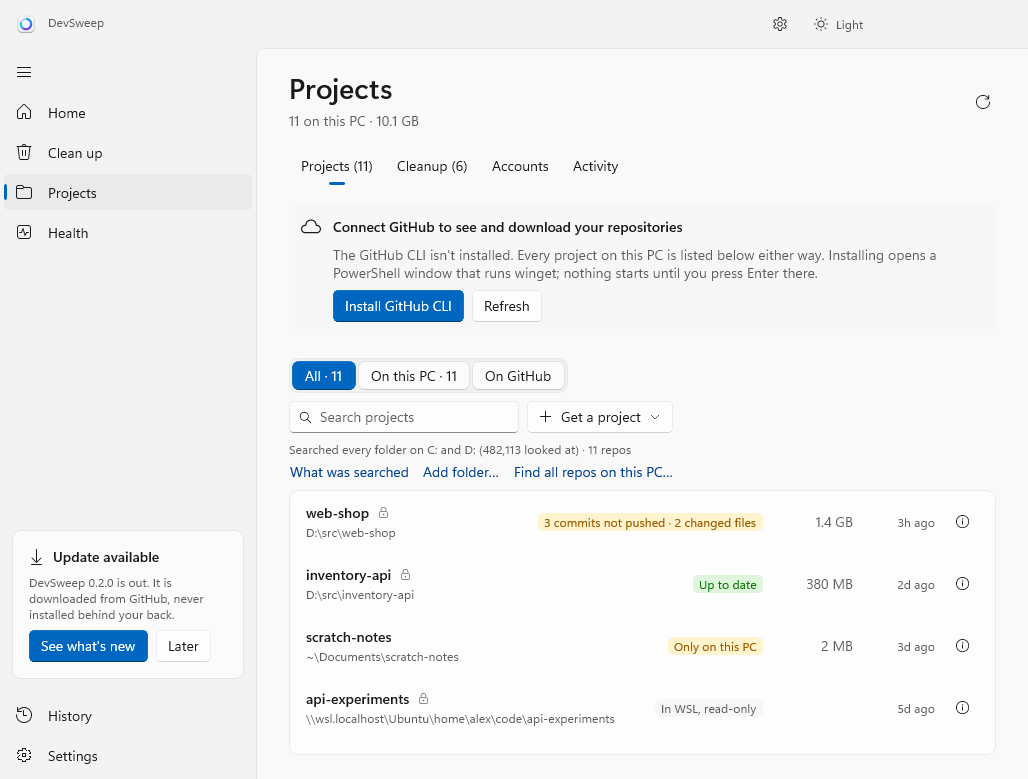 DevSweep
Light
Home
Clean up
Projects
Health
Update available
DevSweep 0.2.0 is out. It is
downloaded from GitHub, never
installed behind your back.
See what's new
Later
History
Settings
Projects
11 on this PC · 10.1 GB
Projects (11)
Cleanup (6)
Accounts
Activity
Connect GitHub to see and download your repositories
The GitHub CLI isn't installed. Every project on this PC is listed below either way. Installing opens a
PowerShell window that runs winget; nothing starts until you press Enter there.
Install GitHub CLI
Refresh
All · 11
On this PC · 11
On GitHub
Search projects
Get a project
Searched every folder on C: and D: (482,113 looked at) · 11 repos
What was searched
Add folder...
Find all repos on this PC...
web-shop
D:\src\web-shop
3 commits not pushed · 2 changed files
1.4 GB
3h ago
inventory-api
D:\src\inventory-api
Up to date
380 MB
2d ago
scratch-notes
~\Documents\scratch-notes
Only on this PC
2 MB
3d ago
api-experiments
\\wsl.localhost\Ubuntu\home\alex\code\api-experiments
In WSL, read-only
5d ago